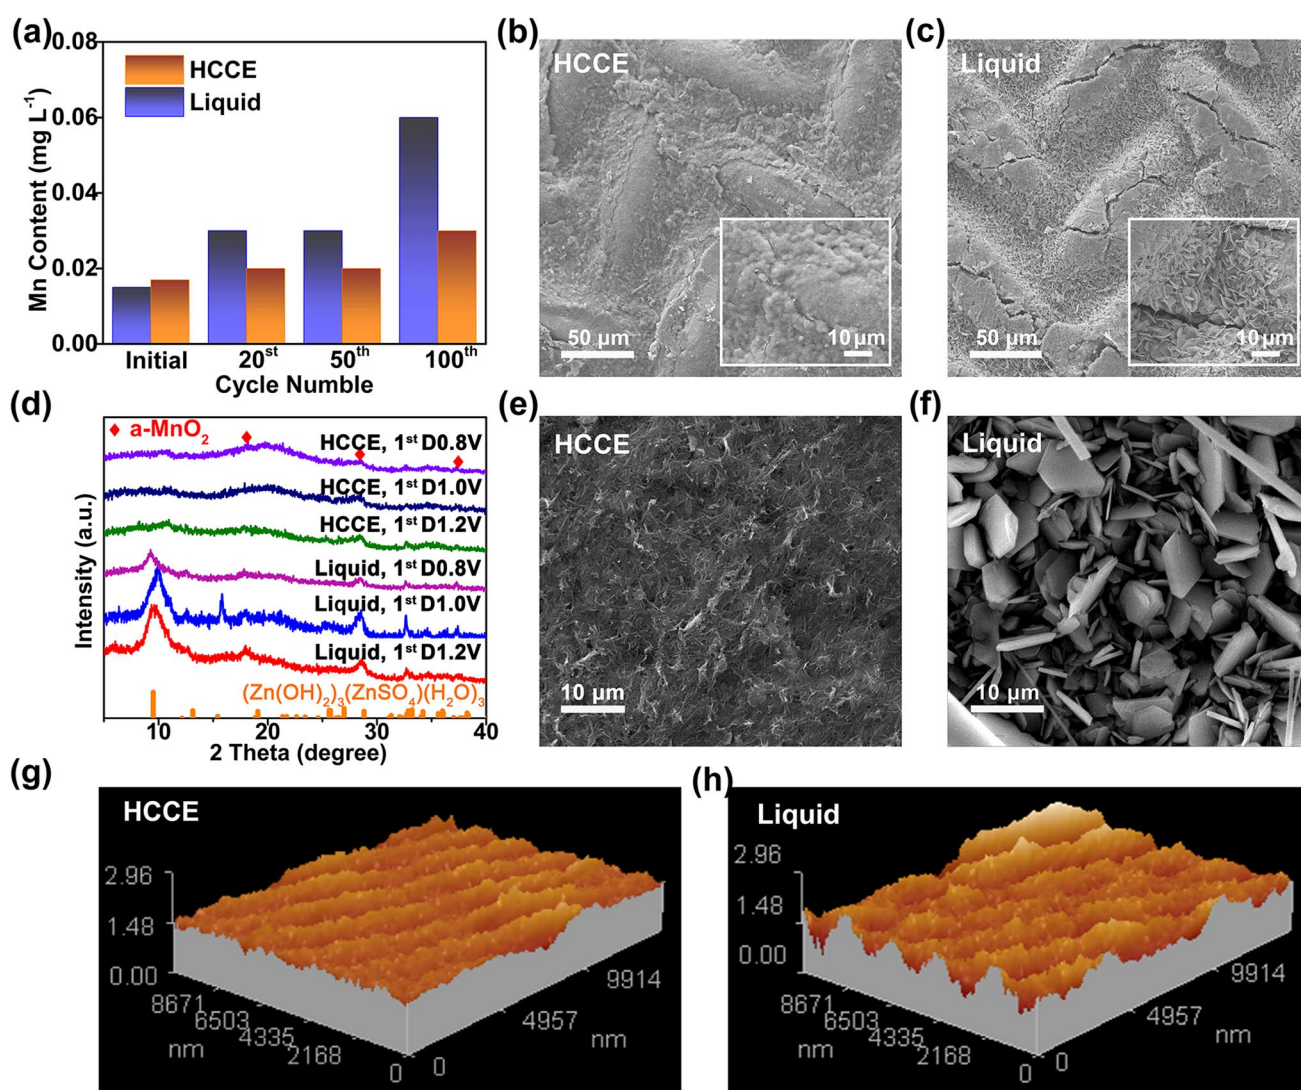 (a)
0.08
0.06
0.04
0.02
0.00
Mn Content (mg L⁻¹)
HCCE
Liquid
Initial
20ˢᵗ
50ᵗʰ
100ᵗʰ
Cycle Numble
(b)
HCCE
50 µm
10 µm
(c)
Liquid
50 µm
10 µm
(d)
a-MnO₂
HCCE, 1ˢᵗ D0.8V
HCCE, 1ˢᵗ D1.0V
HCCE, 1ˢᵗ D1.2V
Liquid, 1ˢᵗ D0.8V
Liquid, 1ˢᵗ D1.0V
Liquid, 1ˢᵗ D1.2V
(Zn(OH)₂)₃(ZnSO₄)(H₂O)₃
Intensity (a.u.)
10 20 30 40
2 Theta (degree)
(e)
HCCE
10 µm
(f)
Liquid
10 µm
(g)
HCCE
2.96
1.48
0.00
8671
6503
4335
2168
0
nm
0
4957
9914
nm
(h)
Liquid
2.96
1.48
0.00
8671
6503
4335
2168
0
nm
0
4957
9914
nm